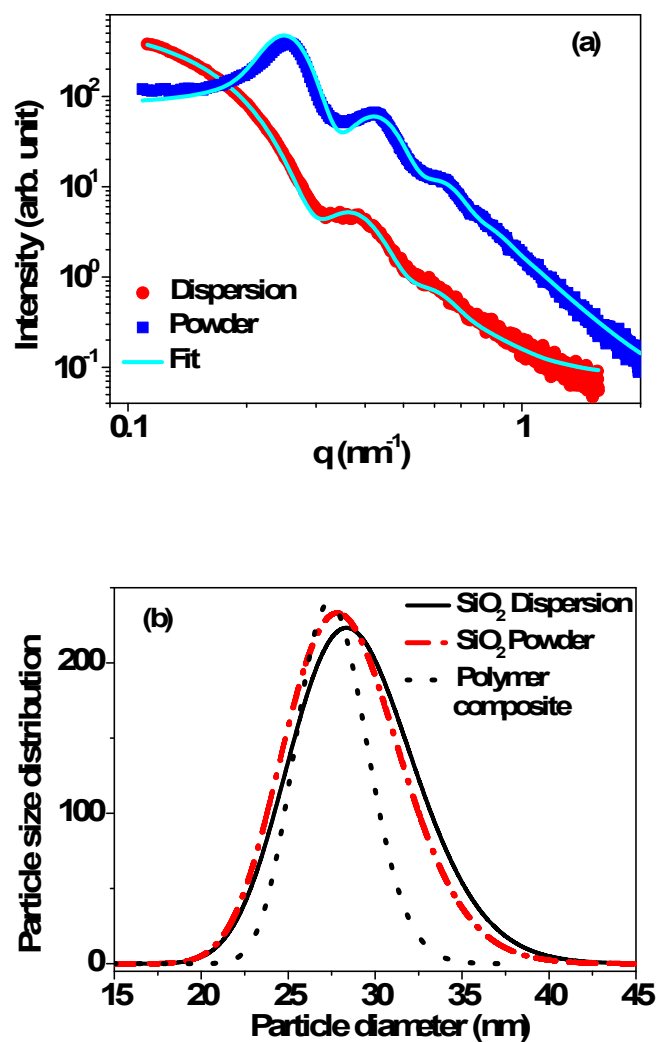 (a)
10³
10²
10¹
10⁰
10⁻¹
Intensity (arb. unit)
Dispersion
Powder
Fit
0.1
1
q (nm⁻¹)
(b)
SiO₂ Dispersion
SiO₂ Powder
Polymer
composite
200
100
0
Particle size distribution
15 20 25 30 35 40 45
Particle diameter (nm)